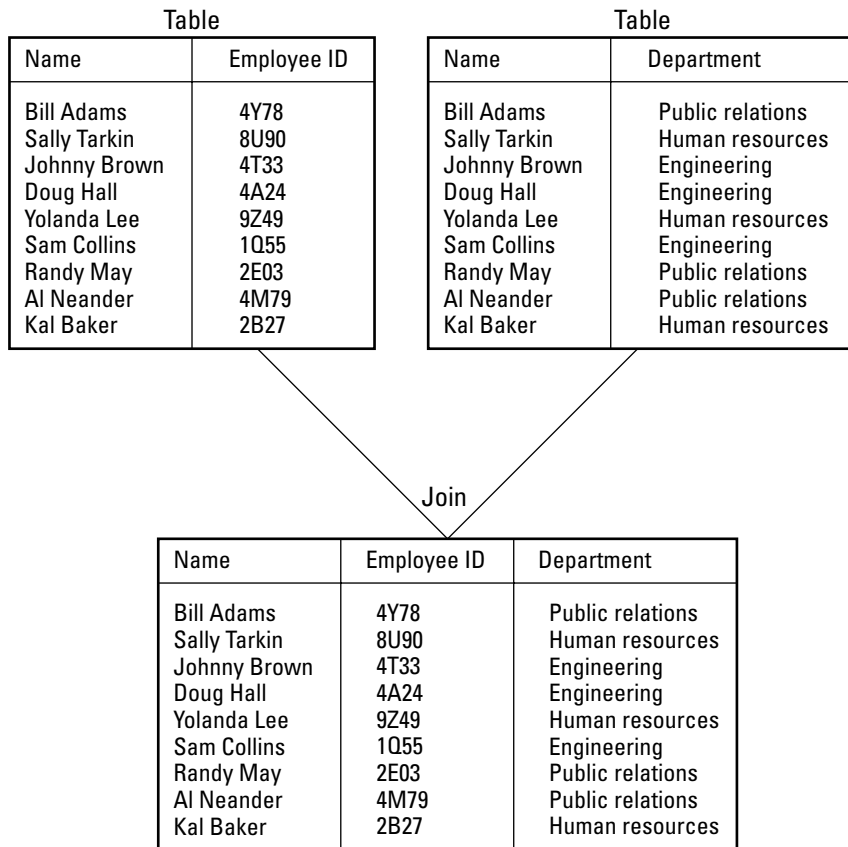 Table
Name Employee ID
Bill Adams 4Y78
Sally Tarkin 8U90
Johnny Brown 4T33
Doug Hall 4A24
Yolanda Lee 9Z49
Sam Collins 1Q55
Randy May 2E03
Al Neander 4M79
Kal Baker 2B27
Table
Name Department
Bill Adams Public relations
Sally Tarkin Human resources
Johnny Brown Engineering
Doug Hall Engineering
Yolanda Lee Human resources
Sam Collins Engineering
Randy May Public relations
Al Neander Public relations
Kal Baker Human resources
Join
Name Employee ID Department
Bill Adams 4Y78 Public relations
Sally Tarkin 8U90 Human resources
Johnny Brown 4T33 Engineering
Doug Hall 4A24 Engineering
Yolanda Lee 9Z49 Human resources
Sam Collins 1Q55 Engineering
Randy May 2E03 Public relations
Al Neander 4M79 Public relations
Kal Baker 2B27 Human resources